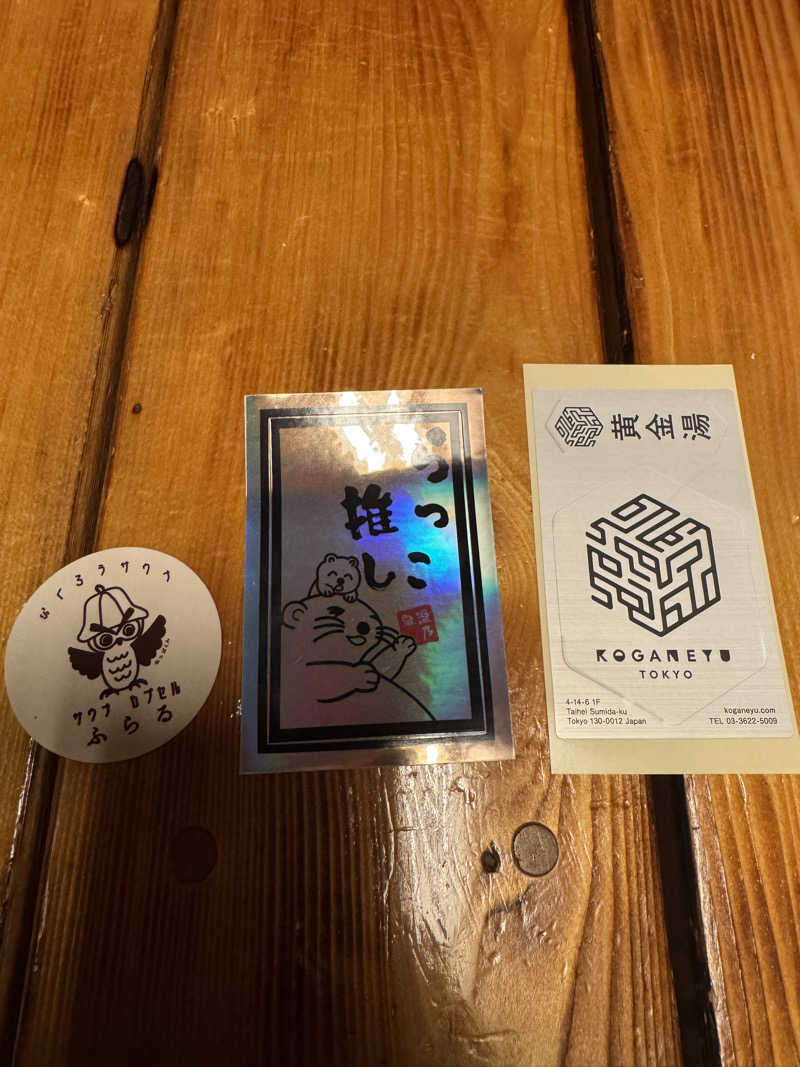 ふくろうサウナ
サウナ カプセル
ふらる
らっこ
推し
黄金湯
KOGANEYU
TOKYO
4-14-6 1F
Taihei Sumida-ku
Tokyo 130-0012 Japan
koganeyu.com
TEL 03-3622-5009